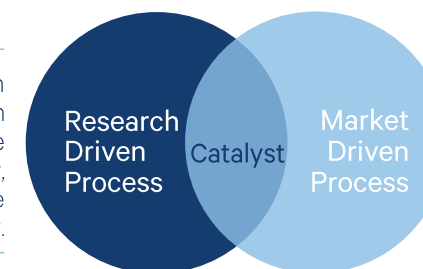 Research
Driven
Process
Catalyst
Market
Driven
Process